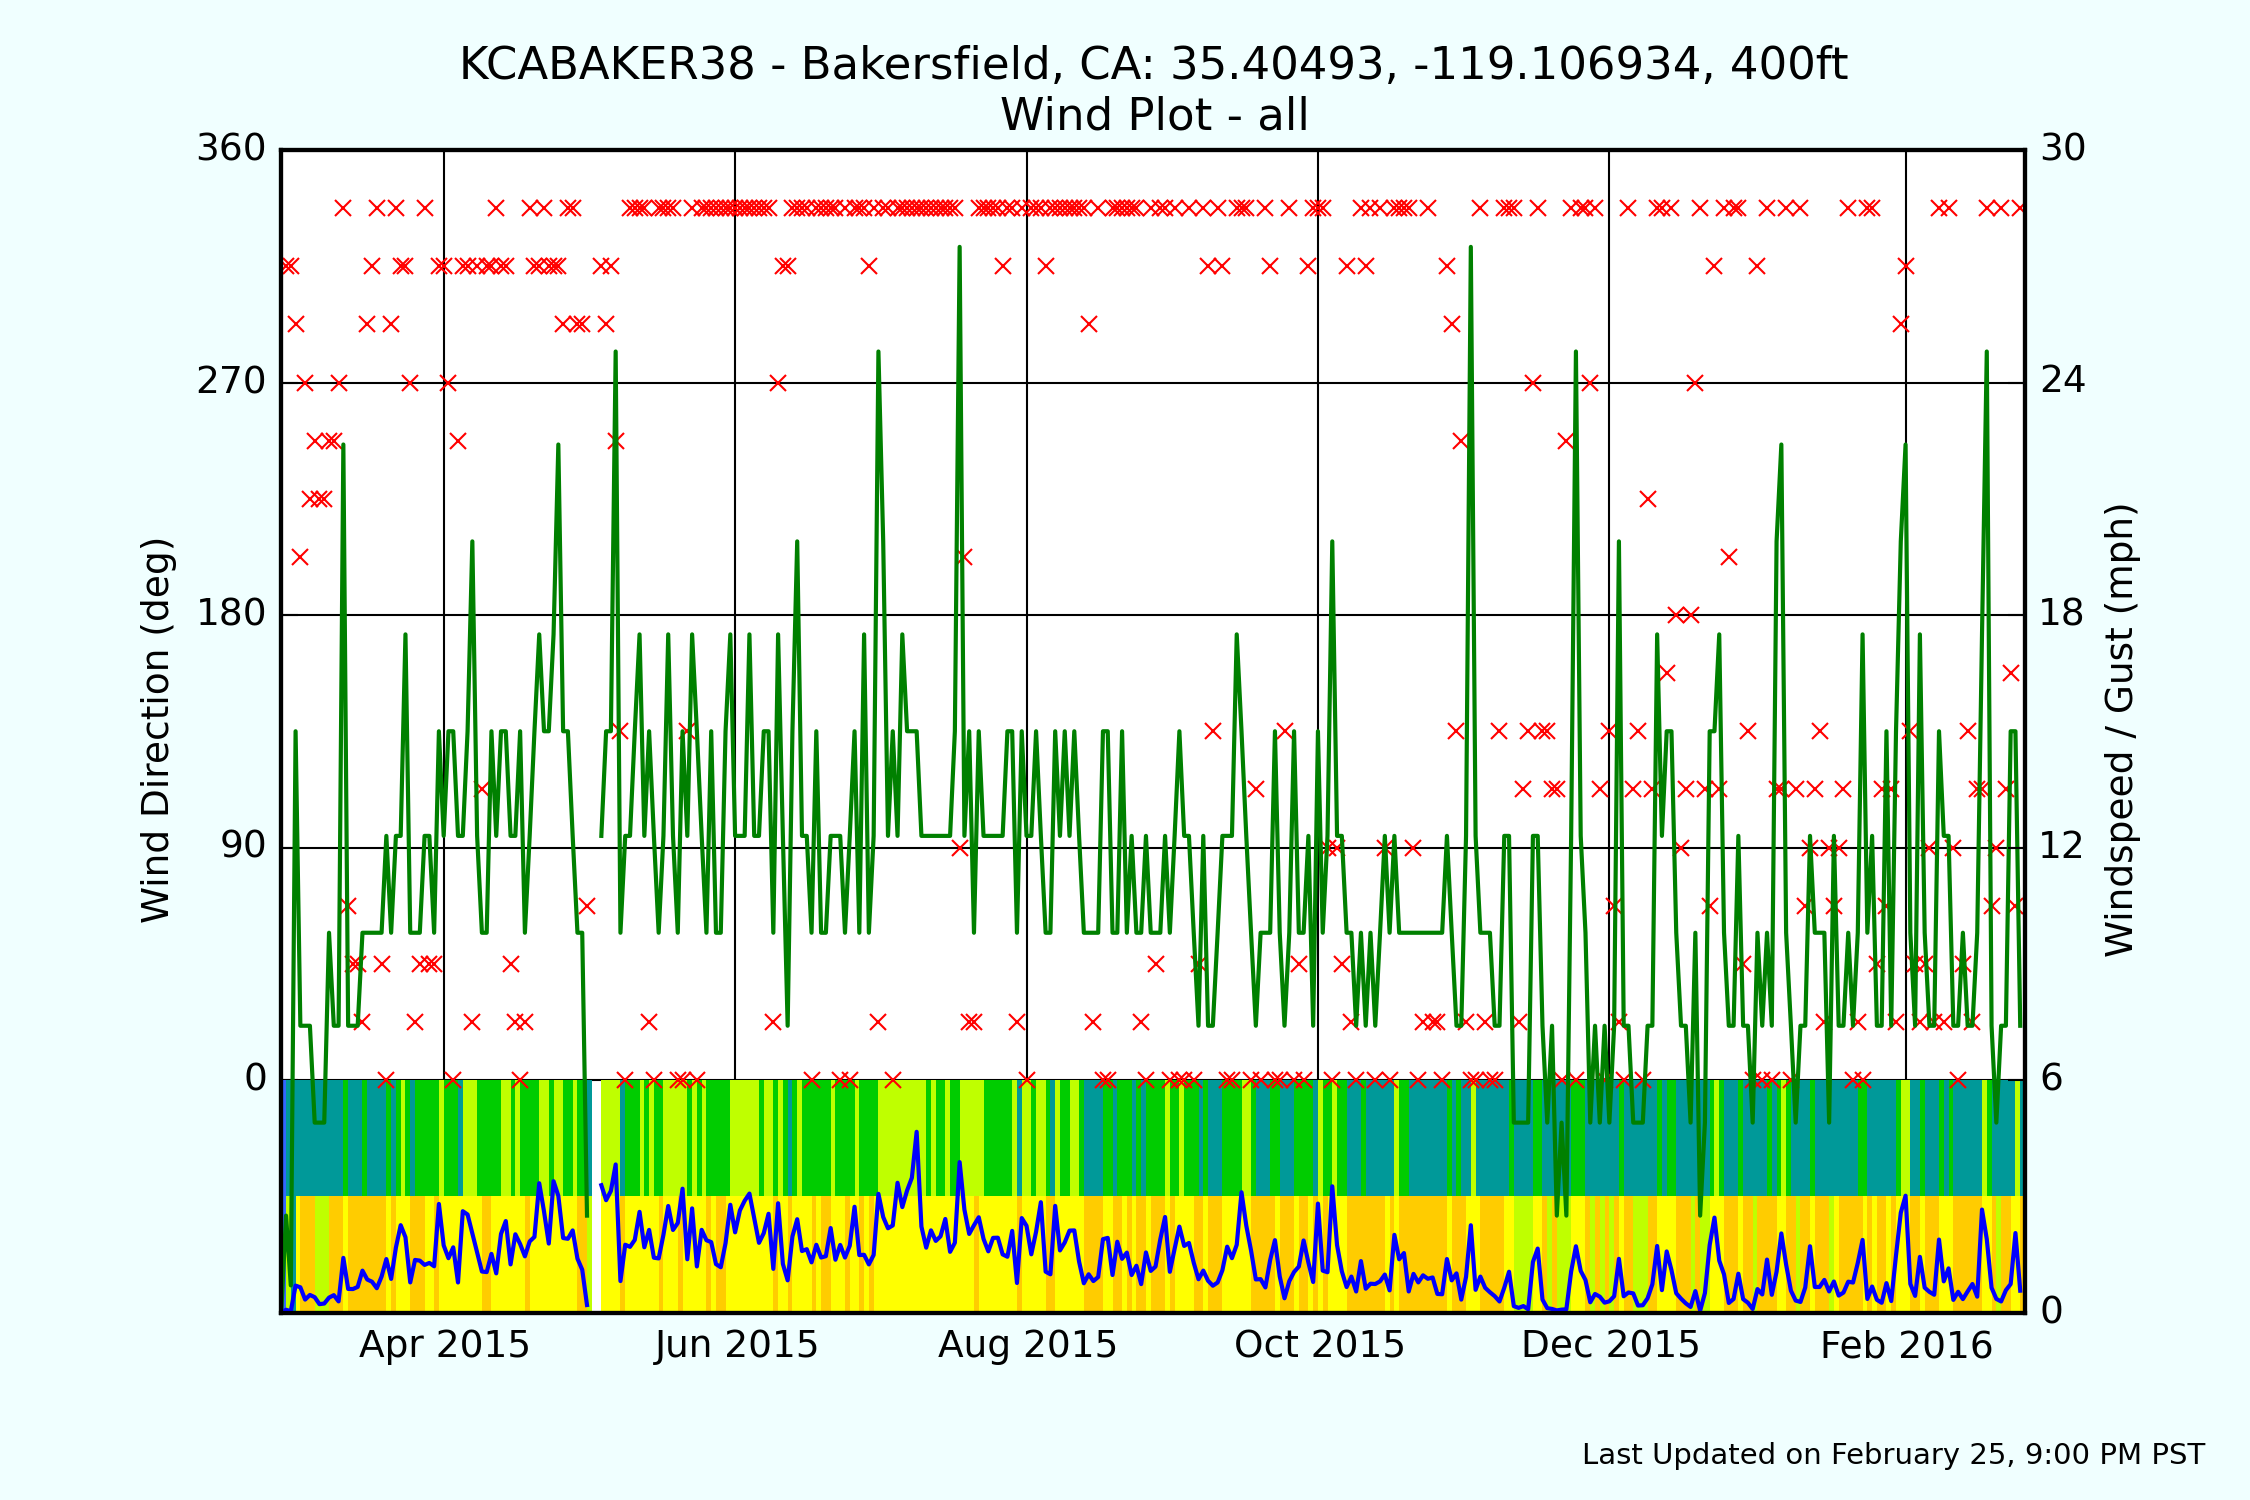 KCABAKER38 - Bakersfield, CA: 35.40493, -119.106934, 400ft
Wind Plot - all
360
30
270
24
180
18
90
12
0
6
0
Wind Direction (deg)
Windspeed / Gust (mph)
Apr 2015
Jun 2015
Aug 2015
Oct 2015
Dec 2015
Feb 2016
Last Updated on February 25, 9:00 PM PST